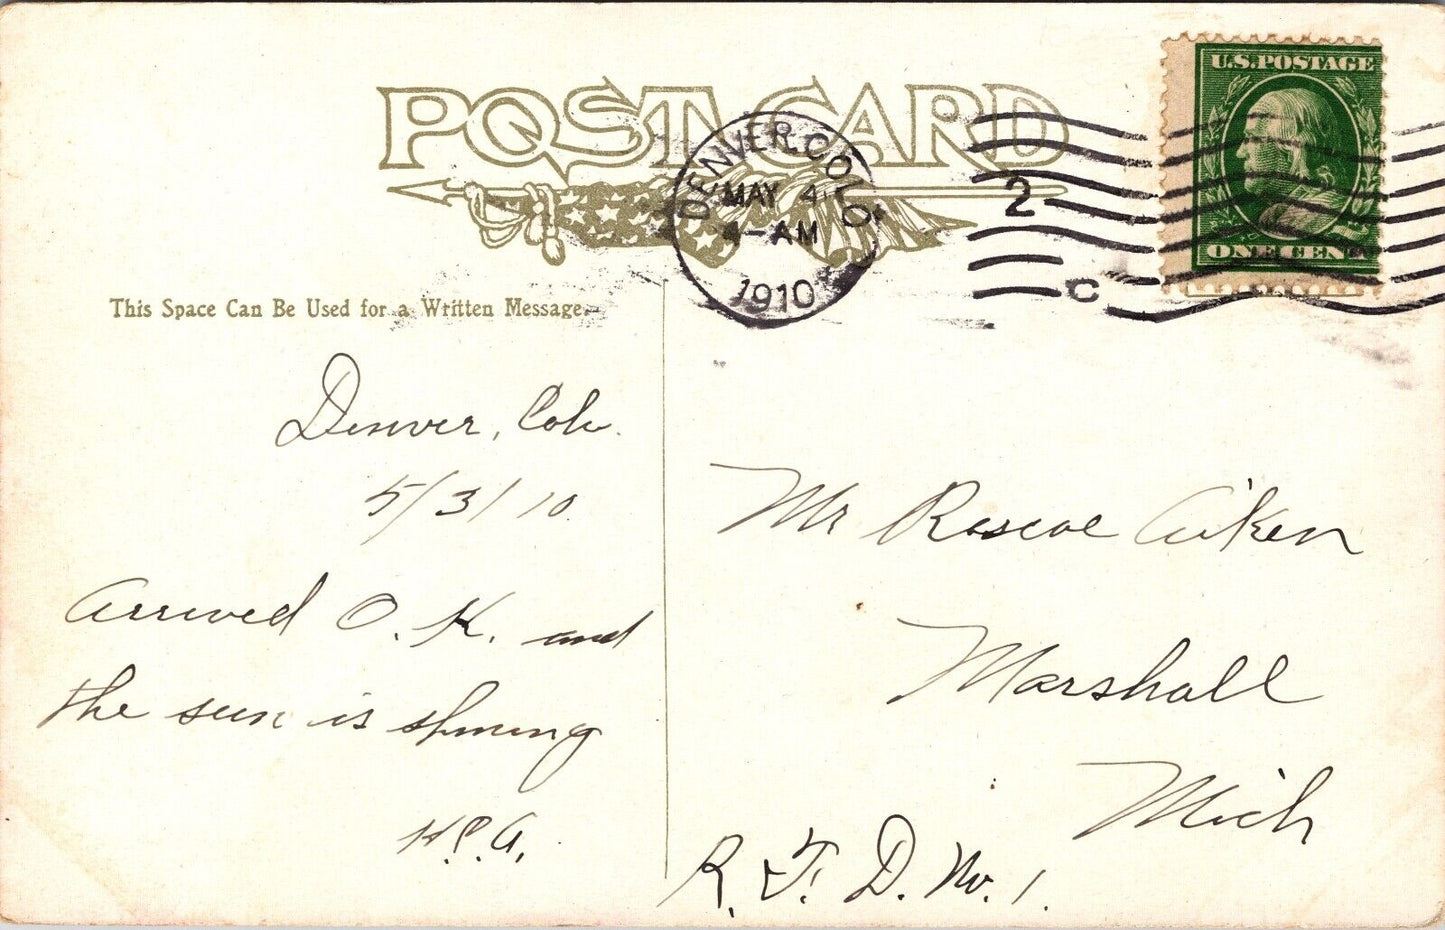 POST CARD
U.S.POSTAGE
ONE CENT
DENVER, COLO
MAY 4
4-AM
1910
2
C
This Space Can Be Used for a Written Message
Denver, Colo.
5/3/10.
Arrived O. K. and
the sun is shining
H.P.A.
Mr Roscoe Aiken
Marshall
Mich
R. F. D. No. 1.